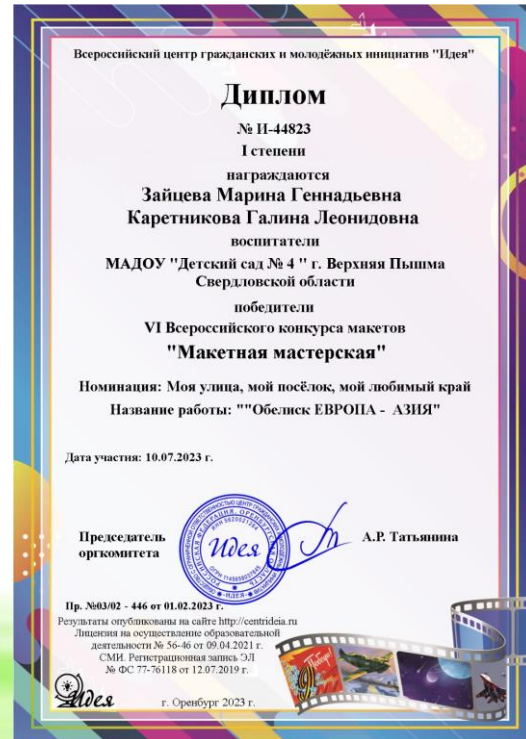 Всероссийский центр гражданских и молодёжных инициатив "Идея"
Диплом
№ И-44823
I степени
награждаются
Зайцева Марина Геннадьевна
Каретникова Галина Леонидовна
воспитатели
МАДОУ "Детский сад № 4 " г. Верхняя Пышма
Свердловской области
победители
VI Всероссийского конкурса макетов
"Макетная мастерская"
Номинация: Моя улица, мой посёлок, мой любимый край
Название работы: ""Обелиск ЕВРОПА - АЗИЯ"
Дата участия: 10.07.2023 г.
Председатель
оргкомитета
Идея
А.Р. Татьянина
Пр. №03/02 - 446 от 01.02.2023 г.
Результаты опубликованы на сайте http://centrideia.ru
Лицензия на осуществление образовательной
деятельности № 56-46 от 09.04.2021 г.
СМИ. Регистрационная запись ЭЛ
№ ФС 77-76118 от 12.07.2019 г.
Идея
г. Оренбург 2023 г.